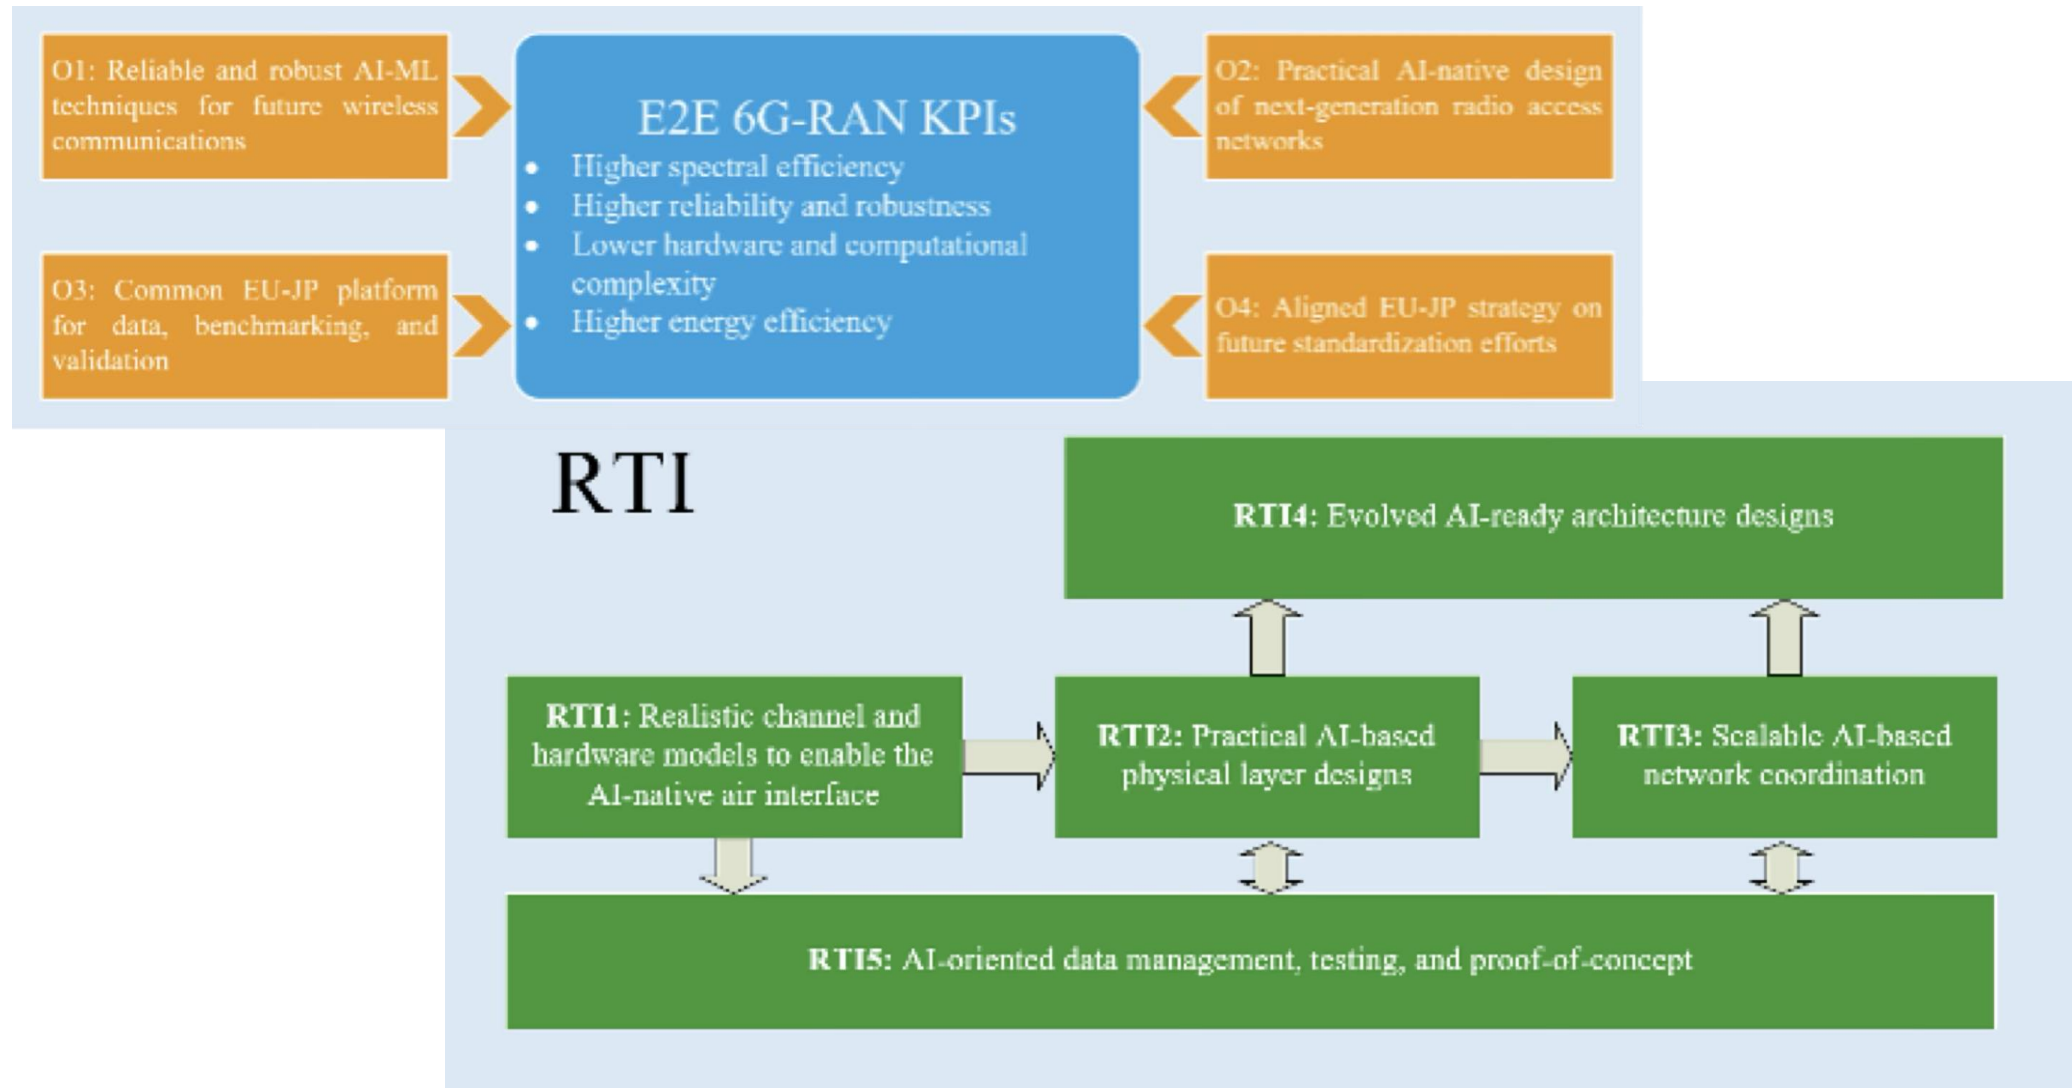 O1: Reliable and robust AI-ML
techniques for future wireless
communications
E2E 6G-RAN KPIs
• Higher spectral efficiency
• Higher reliability and robustness
• Lower hardware and computational
complexity
• Higher energy efficiency
O2: Practical AI-native design
of next-generation radio access
networks
O3: Common EU-JP platform
for data, benchmarking, and
validation
O4: Aligned EU-JP strategy on
future standardization efforts
RTI
RTI4: Evolved AI-ready architecture designs
RTI1: Realistic channel and
hardware models to enable the
AI-native air interface
RTI2: Practical AI-based
physical layer designs
RTI3: Scalable AI-based
network coordination
RTI5: AI-oriented data management, testing, and proof-of-concept